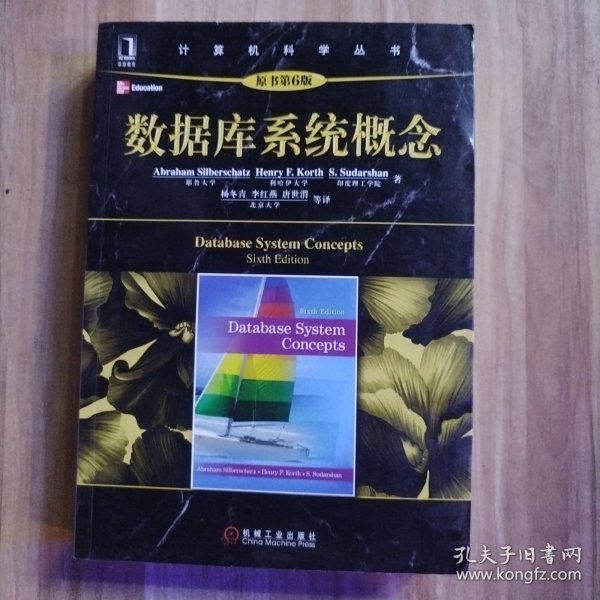 计算机科学丛书
华章教育
Education
原书第6版
数据库系统概念
Abraham Silberschatz Henry F. Korth S. Sudarshan 著
耶鲁大学 利哈伊大学 印度理工学院
杨冬青 李红燕 唐世渭 等译
北京大学
Database System Concepts
Sixth Edition
Sixth Edition
Database System
Concepts
Abraham Silberschatz • Henry F. Korth • S. Sudarshan
机械工业出版社
China Machine Press
孔夫子旧书网
www.kongfz.com